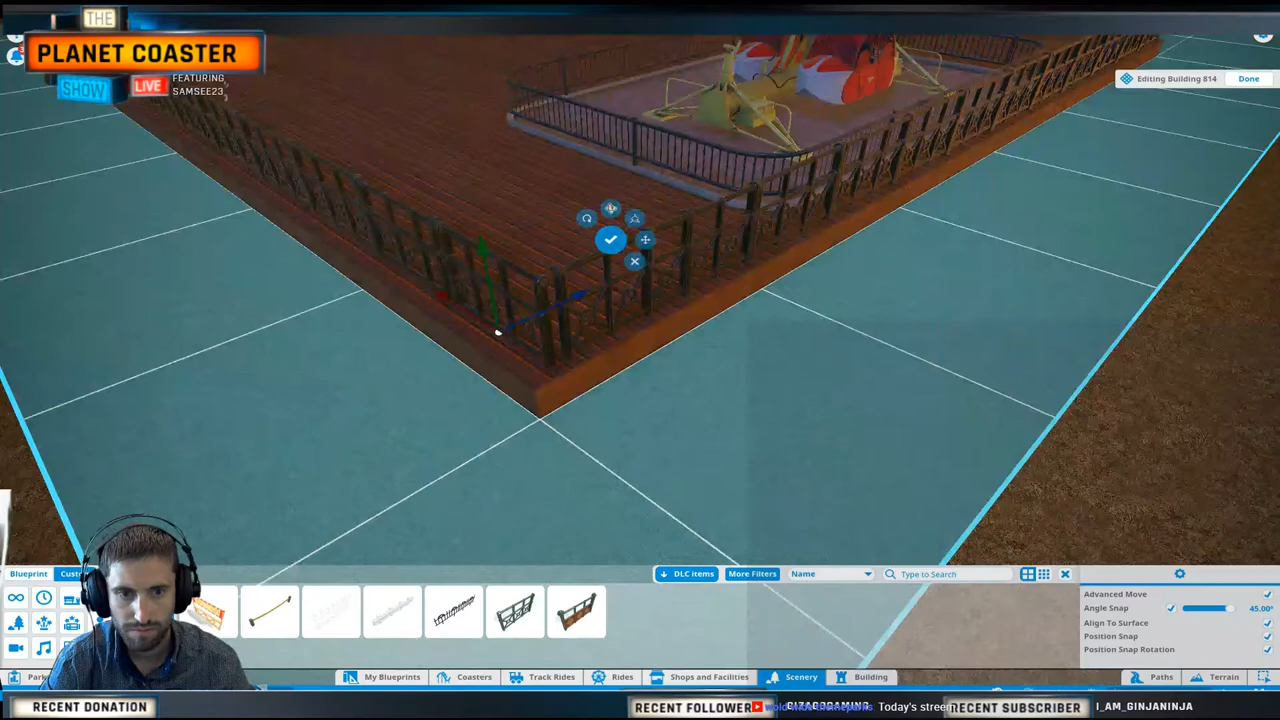 THE
PLANET COASTER
SHOW
LIVE
FEATURING
SAMSEE23
Editing Building 814
Done
Blueprint
DLC items
More Filters
Name
Type to Search
Advanced Move
Angle Snap
45.00°
Align To Surface
Position Snap
Position Snap Rotation
My Blueprints
Coasters
Track Rides
Rides
Shops and Facilities
Scenery
Building
Paths
Terrain
RECENT DONATION
RECENT FOLLOWER
Today's stream
RECENT SUBSCRIBER
I_AM_GINJANINJA